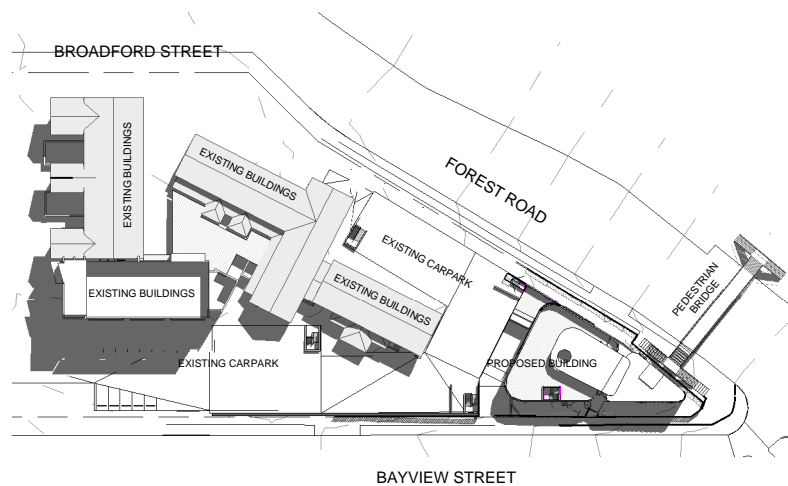 BROADFORD STREET
EXISTING BUILDINGS
EXISTING BUILDINGS
FOREST ROAD
EXISTING CARPARK
PEDESTRIAN
BRIDGE
EXISTING BUILDINGS
EXISTING BUILDINGS
EXISTING CARPARK
PROPOSED BUILDING
BAYVIEW STREET